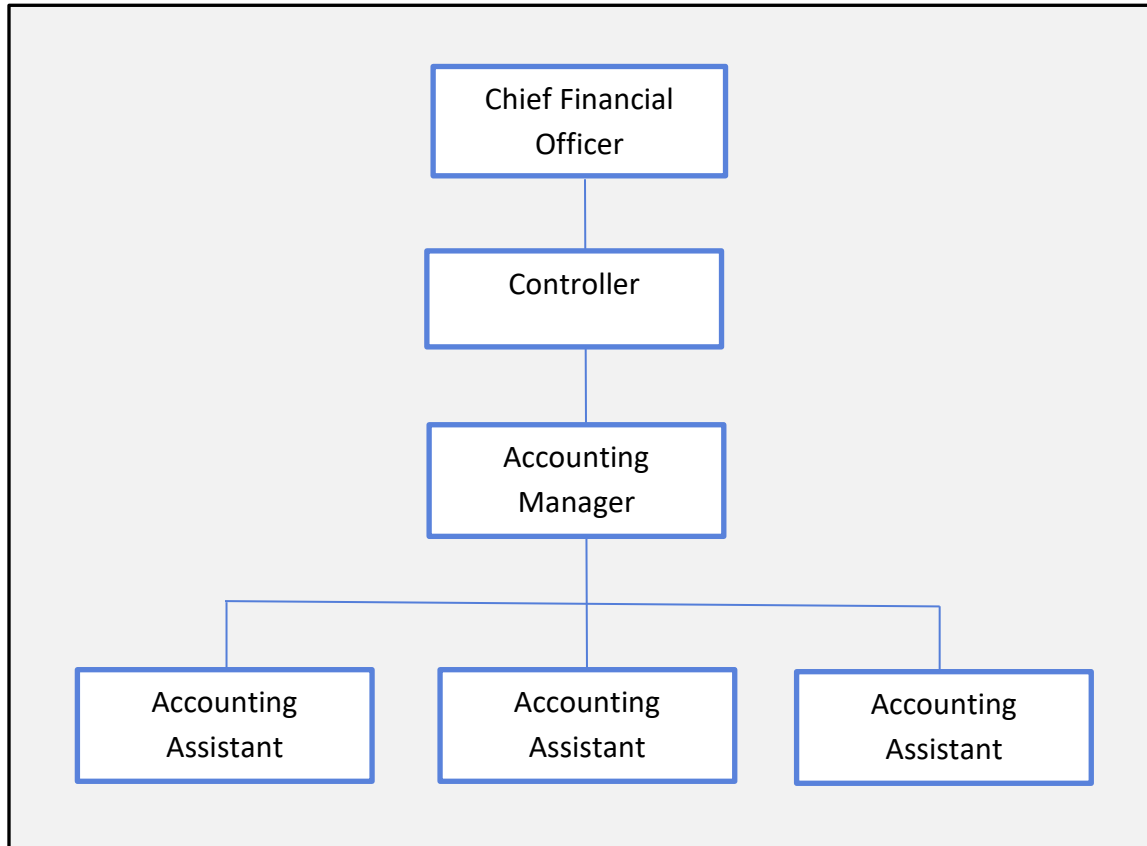 Chief Financial
Officer
Controller
Accounting
Manager
Accounting
Assistant
Accounting
Assistant
Accounting
Assistant